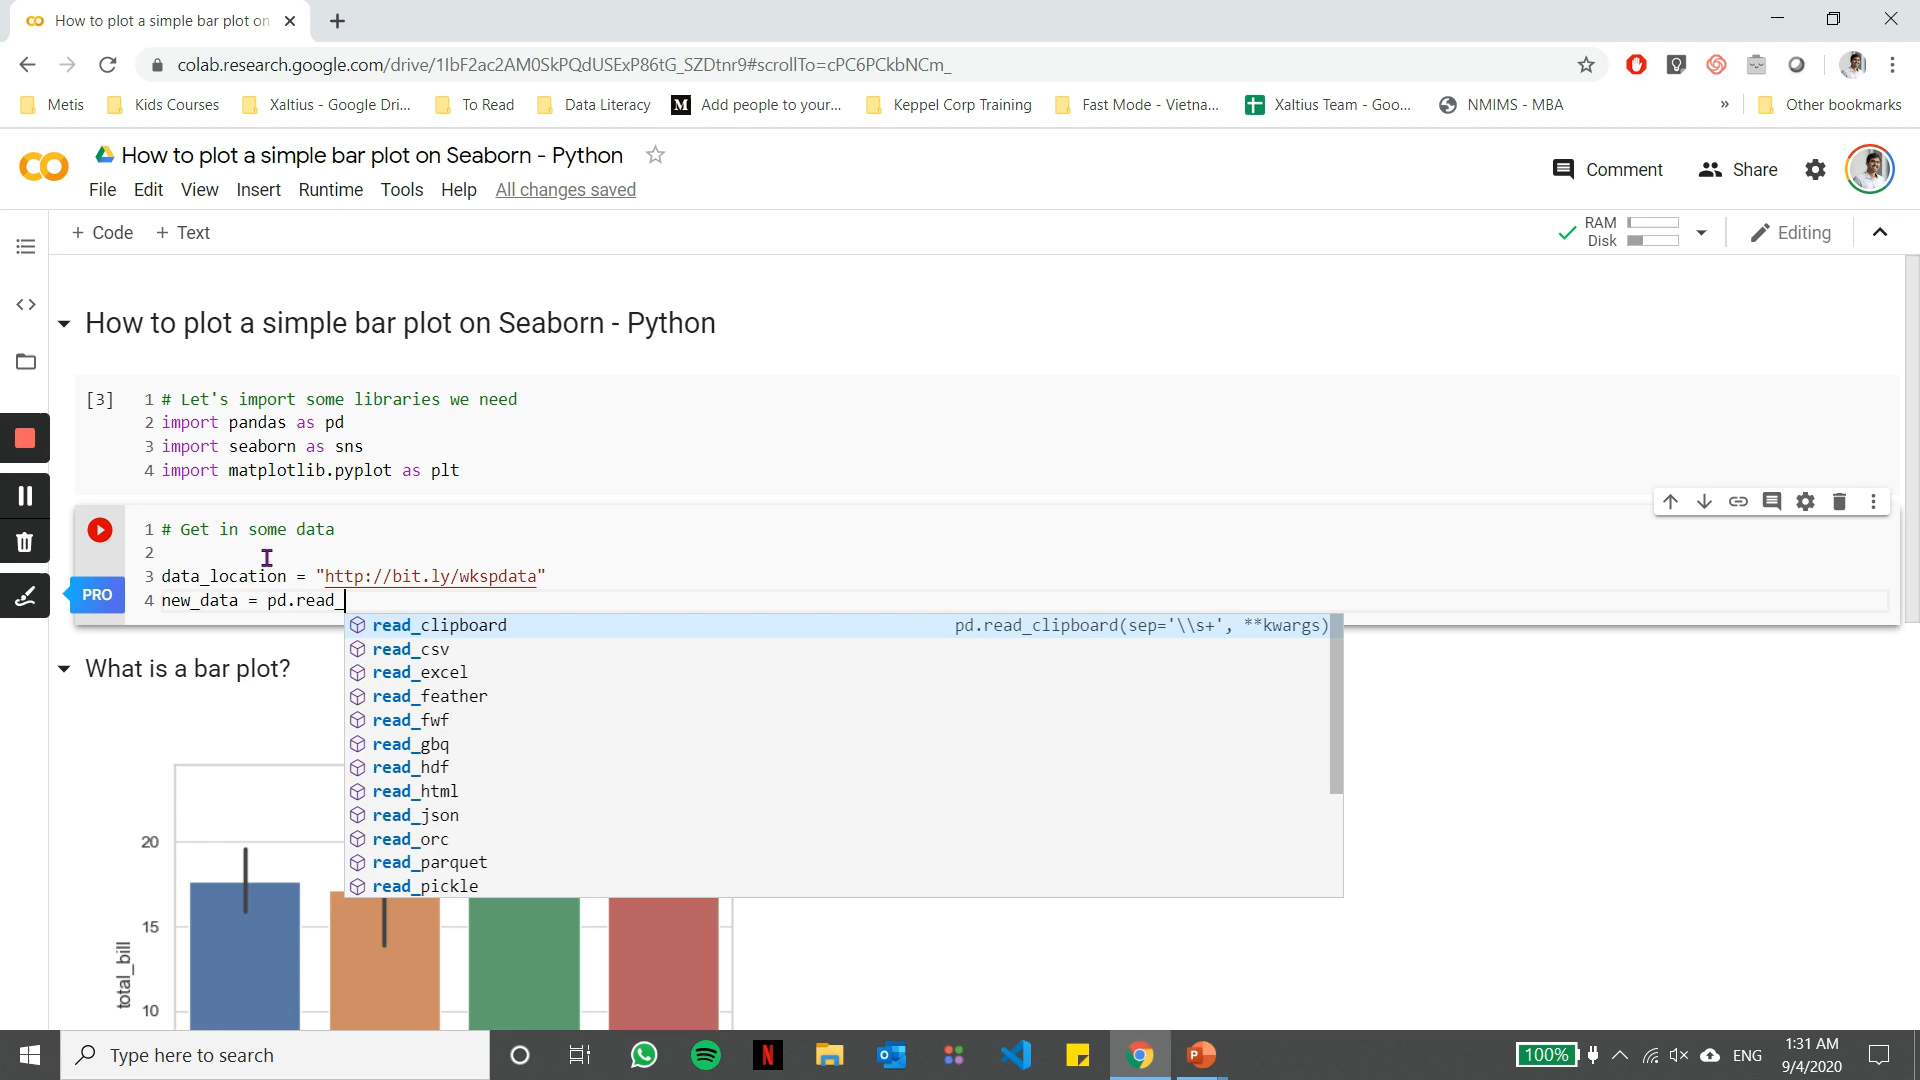 How to plot a simple bar plot on
colab.research.google.com/drive/1IbF2ac2AM0SkPQdUSExP86tG_SZDtnr9#scrollTo=cPC6PCkbNCm_
Metis
Kids Courses
Xaltius - Google Dri...
To Read
Data Literacy
M
Add people to your...
Keppel Corp Training
Fast Mode - Vietna...
Xaltius Team - Goo...
NMIMS - MBA
»
Other bookmarks
How to plot a simple bar plot on Seaborn - Python
File Edit View Insert Runtime Tools Help All changes saved
Comment
Share
+ Code + Text
RAM
Disk
Editing
How to plot a simple bar plot on Seaborn - Python
[3]
1 # Let's import some libraries we need
2 import pandas as pd
3 import seaborn as sns
4 import matplotlib.pyplot as plt
1 # Get in some data
2
3 data_location = "http://bit.ly/wkspdata"
PRO
4 new_data = pd.read_
read_clipboard pd.read_clipboard(sep='\\s+', **kwargs)
read_csv
read_excel
read_feather
read_fwf
read_gbq
read_hdf
read_html
read_json
read_orc
read_parquet
read_pickle
What is a bar plot?
20
15
10
total_bill
Type here to search
N
P
100%
ENG
1:31 AM
9/4/2020